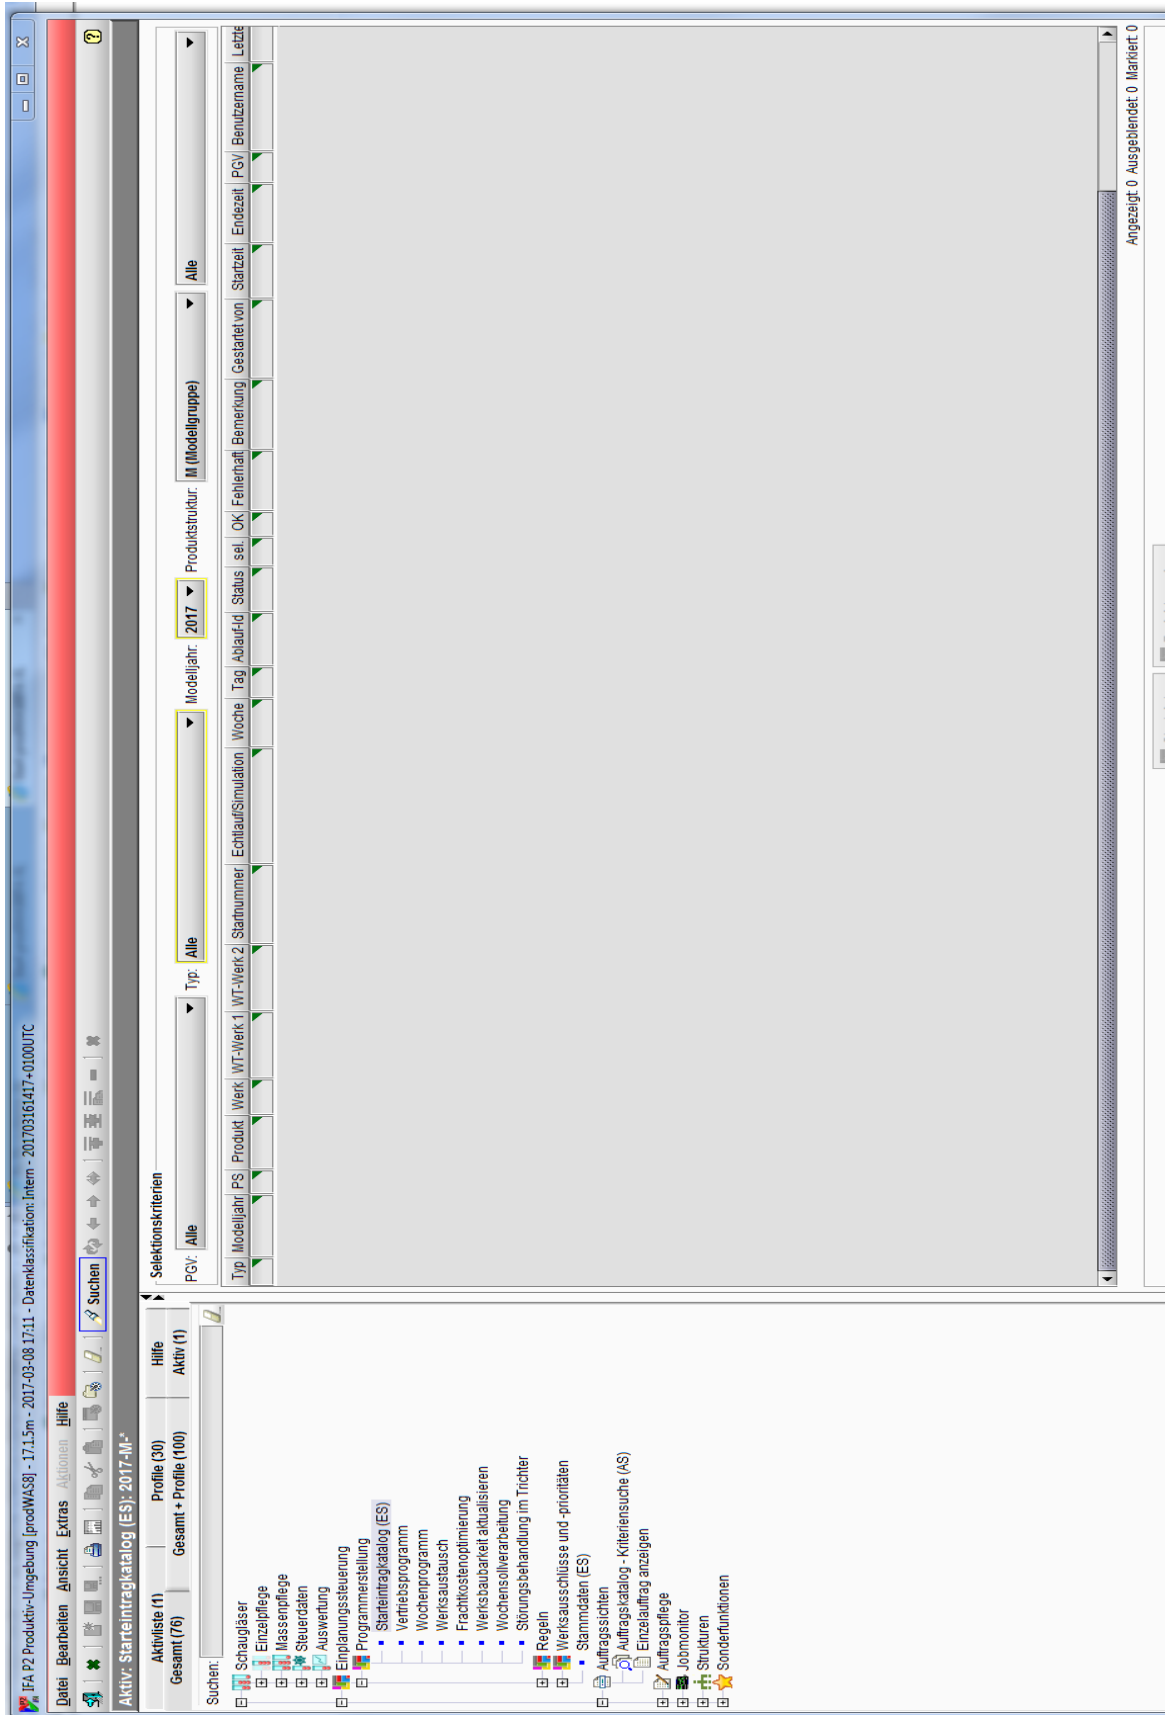 IFA P2 Produktiv-Umgebung [prodWAS8] - 17.1.5m - 2017-03-08 17:11 - Datenklassifikation: Intern - 201703161417+0100UTC
Datei Bearbeiten Ansicht Extras Aktionen Hilfe
Suchen
Aktiv: Starteintragkatalog (ES): 2017-M-*
Aktivliste (1) Profile (30) Hilfe
Gesamt (76) Gesamt + Profile (100) Aktiv (1)
Suchen:
Schaugläser
Einzelpflege
Massenpflege
Steuerdaten
Auswertung
Einplanungssteuerung
Programmerstellung
Starteintragkatalog (ES)
Vertriebsprogramm
Wochenprogramm
Werksaustausch
Frachtkostenoptimierung
Werksbaubarkeit aktualisieren
Wochensollverarbeitung
Störungsbehandlung im Trichter
Regeln
Werksausschlüsse und -prioritäten
Stammdaten (ES)
Auftragssichten
Auftragskatalog - Kriteriensuche (AS)
Einzelauftrag anzeigen
Auftragspflege
Jobmonitor
Strukturen
Sonderfunktionen
Selektionskriterien
PGV: Alle Typ: Alle Modelljahr: 2017 Produktstruktur: M (Modellgruppe) Alle
Typ Modelljahr PS Produkt Werk WT-Werk 1 WT-Werk 2 Startnummer Echtlauf/Simulation Woche Tag Ablauf-Id Status sel. OK Fehlerhaft Bemerkung Gestartet von Startzeit Endezeit PGV Benutzername Letzte
Angezeigt: 0 Ausgeblendet: 0 Markiert: 0